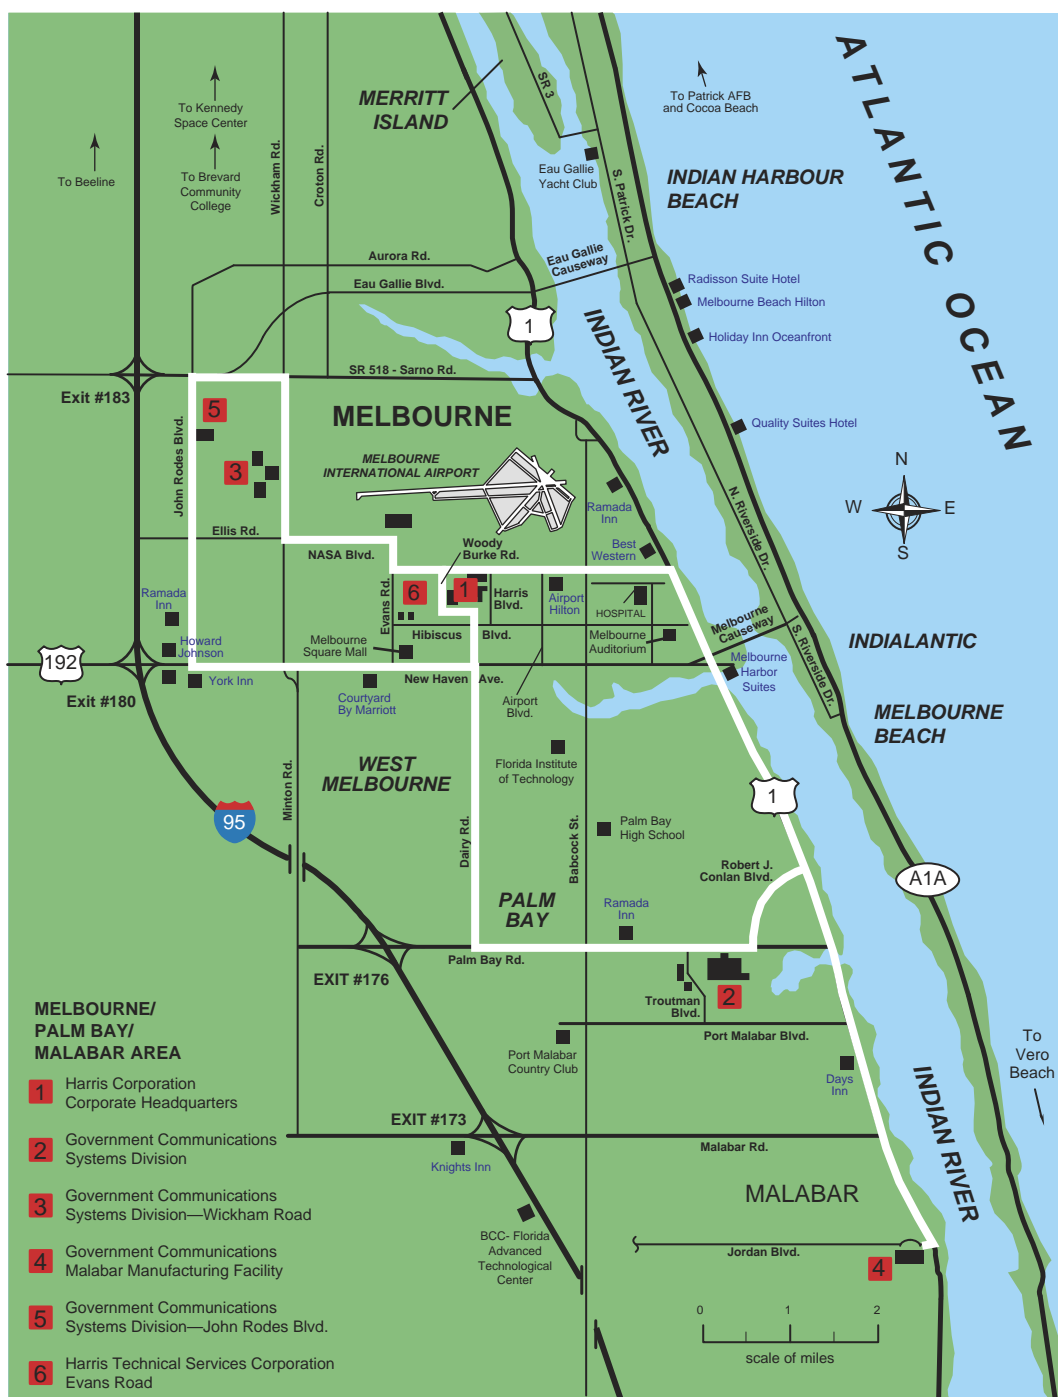 ATLANTIC OCEAN
MERRITT
ISLAND
SR 3
To Patrick AFB
and Cocoa Beach
To Kennedy
Space Center
To Beeline
To Brevard
Community
College
Wickham Rd.
Croton Rd.
Eau Gallie
Yacht Club
S. Patrick Dr.
INDIAN HARBOUR
BEACH
Aurora Rd.
Eau Gallie
Causeway
Eau Gallie Blvd.
Radisson Suite Hotel
Melbourne Beach Hilton
1
Holiday Inn Oceanfront
INDIAN RIVER
SR 518 - Sarno Rd.
Exit #183
5
MELBOURNE
Quality Suites Hotel
John Rodes Blvd.
3
MELBOURNE
INTERNATIONAL AIRPORT
N
W
E
S
Ramada
Inn
N. Riverside Dr.
Ellis Rd.
NASA Blvd.
Woody
Burke Rd.
Best
Western
Evans Rd.
6
1
Harris
Blvd.
Airport
Hilton
HOSPITAL
Ramada
Inn
Howard
Johnson
Melbourne
Square Mall
Hibiscus Blvd.
Melbourne
Auditorium
Melbourne
Causeway
S. Riverside Dr.
INDIALANTIC
192
Exit #180
York Inn
New Haven Ave.
Courtyard
By Marriott
Airport
Blvd.
Melbourne
Harbor
Suites
MELBOURNE
BEACH
WEST
MELBOURNE
Florida Institute
of Technology
Minton Rd.
95
1
Dairy Rd.
Babcock St.
Palm Bay
High School
Robert J.
Conlan Blvd.
A1A
PALM
BAY
Ramada
Inn
Palm Bay Rd.
EXIT #176
2
Troutman
Blvd.
Port Malabar Blvd.
Port Malabar
Country Club
Days
Inn
To
Vero
Beach
INDIAN RIVER
EXIT #173
Malabar Rd.
Knights Inn
MALABAR
BCC- Florida
Advanced
Technological
Center
Jordan Blvd.
4
0 1 2
scale of miles
MELBOURNE/
PALM BAY/
MALABAR AREA
1 Harris Corporation
Corporate Headquarters
2 Government Communications
Systems Division
3 Government Communications
Systems Division—Wickham Road
4 Government Communications
Malabar Manufacturing Facility
5 Government Communications
Systems Division—John Rodes Blvd.
6 Harris Technical Services Corporation
Evans Road